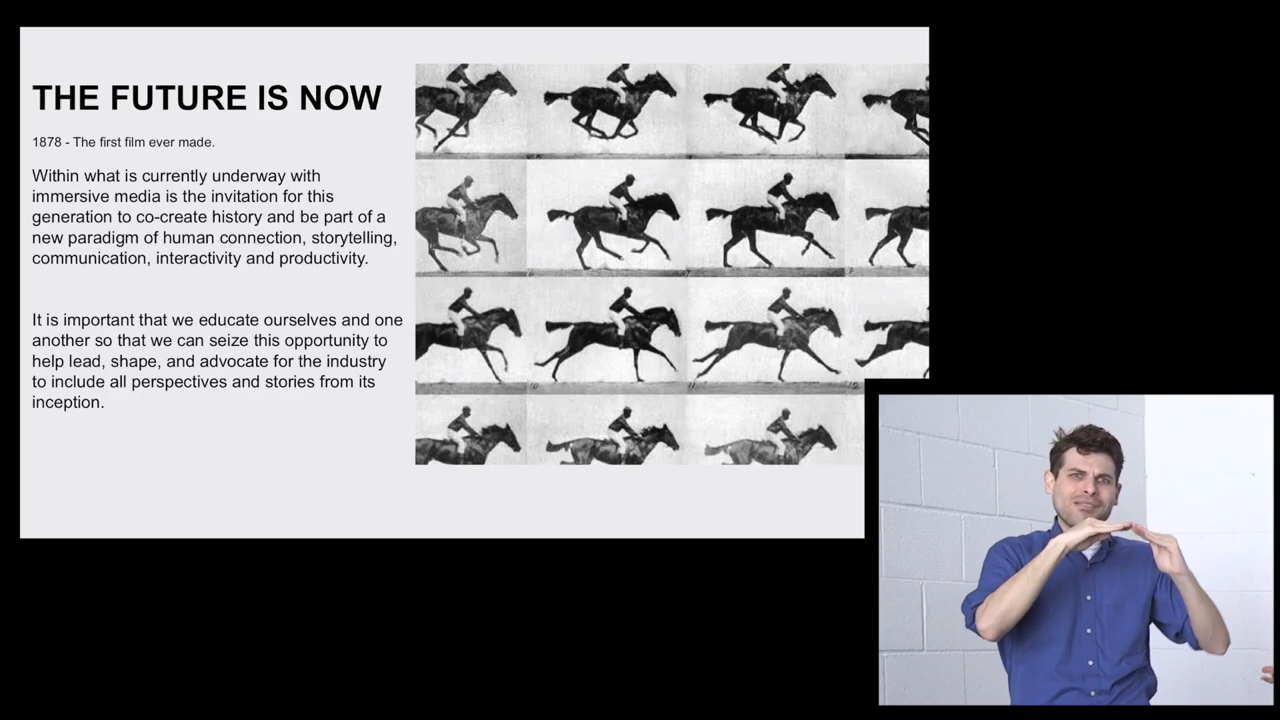 THE FUTURE IS NOW
1878 - The first film ever made.
Within what is currently underway with
immersive media is the invitation for this
generation to co-create history and be part of a
new paradigm of human connection, storytelling,
communication, interactivity and productivity.
It is important that we educate ourselves and one
another so that we can seize this opportunity to
help lead, shape, and advocate for the industry
to include all perspectives and stories from its
inception.